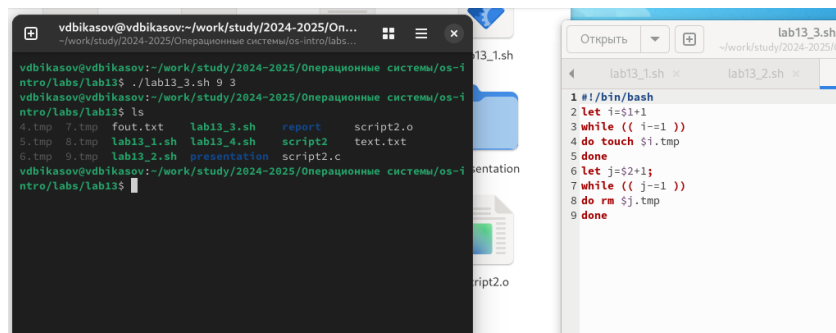 vdbikasov@vdbikasov:~/work/study/2024-2025/Оп...
~/work/study/2024-2025/Операционные системы/os-intro/labs...
vdbikasov@vdbikasov:~/work/study/2024-2025/Операционные системы/os-i
ntro/labs/lab13$ ./lab13_3.sh 9 3
vdbikasov@vdbikasov:~/work/study/2024-2025/Операционные системы/os-i
ntro/labs/lab13$ ls
4.tmp 7.tmp fout.txt lab13_3.sh report script2.o
5.tmp 8.tmp lab13_1.sh lab13_4.sh script2 text.txt
6.tmp 9.tmp lab13_2.sh presentation script2.c
vdbikasov@vdbikasov:~/work/study/2024-2025/Операционные системы/os-i
ntro/labs/lab13$
13_1.sh
sentation
ript2.o
Открыть
lab13_3.sh
~/work/study/2024-2025/
lab13_1.sh × lab13_2.sh ×
1 #!/bin/bash
2 let i=$1+1
3 while (( i-=1 ))
4 do touch $i.tmp
5 done
6 let j=$2+1;
7 while (( j-=1 ))
8 do rm $j.tmp
9 done